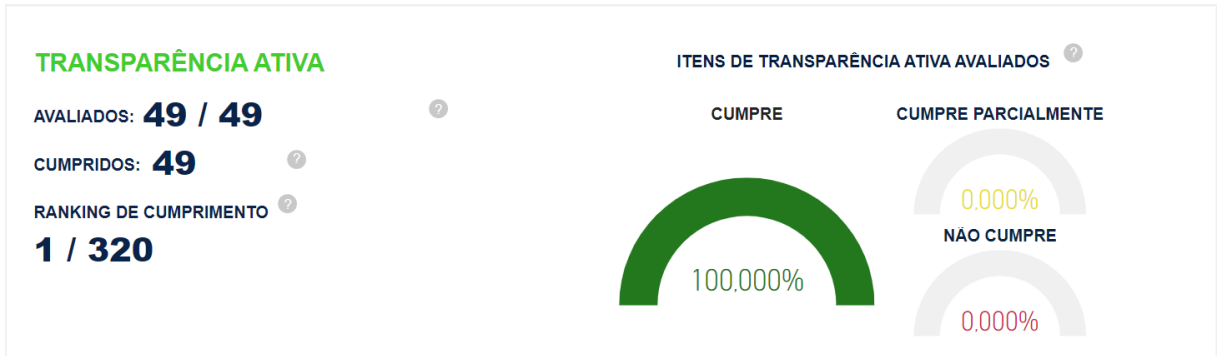 TRANSPARÊNCIA ATIVA
AVALIADOS: 49 / 49 ?
CUMPRIDOS: 49 ?
RANKING DE CUMPRIMENTO ?
1 / 320
ITENS DE TRANSPARÊNCIA ATIVA AVALIADOS ?
CUMPRE
100,000%
CUMPRE PARCIALMENTE
0,000%
NÃO CUMPRE
0,000%